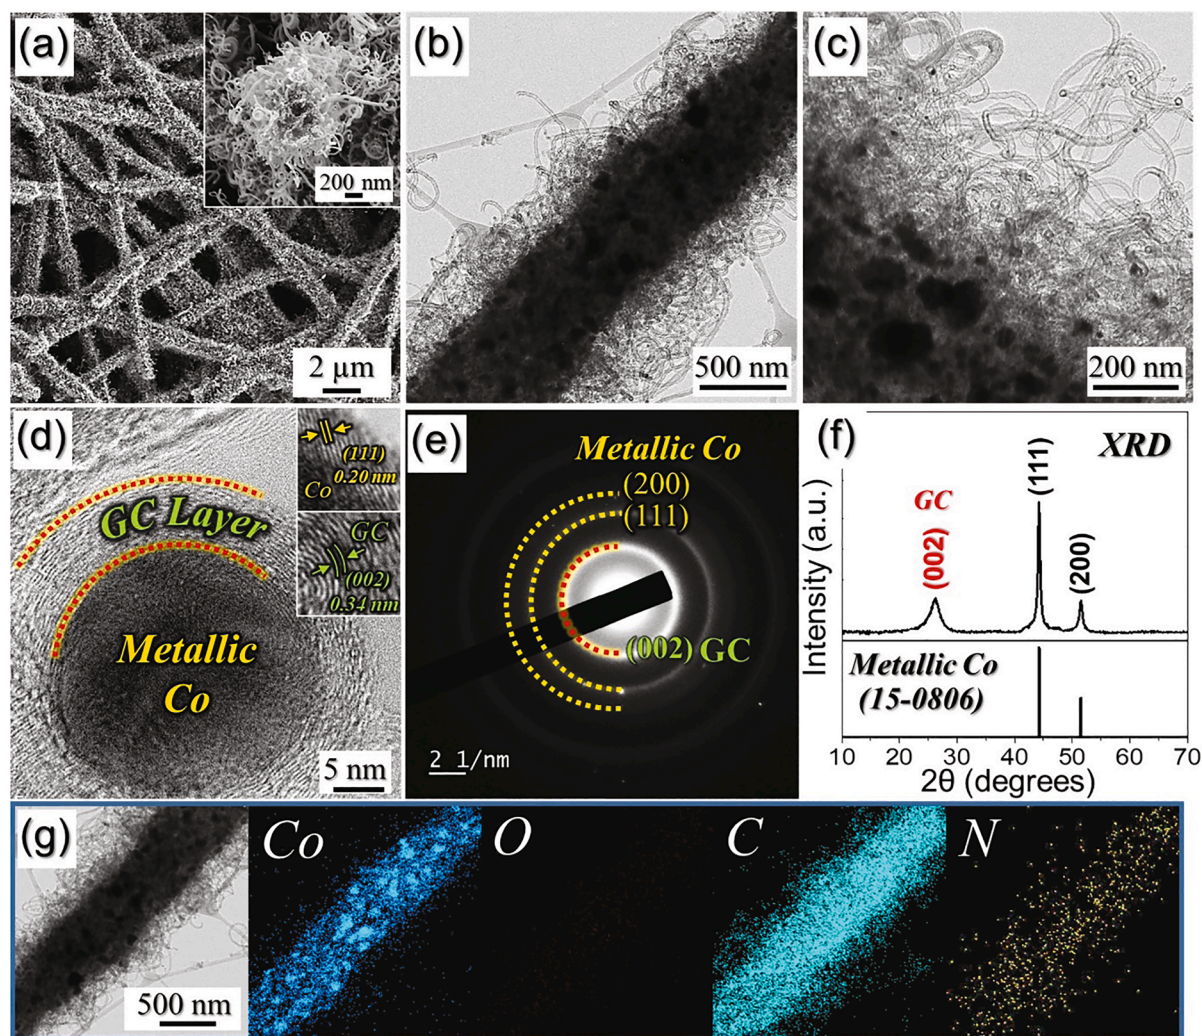 (a)
200 nm
2 μm
(b)
500 nm
(c)
200 nm
(d)
GC Layer
Metallic
Co
(111)
0.20 nm
Co
GC
(002)
0.34 nm
5 nm
(e)
Metallic Co
(200)
(111)
(002) GC
2 1/nm
(f)
XRD
Intensity (a.u.)
GC
(002)
(111)
(200)
Metallic Co
(15-0806)
10 20 30 40 50 60 70
2θ (degrees)
(g)
500 nm
Co
O
C
N